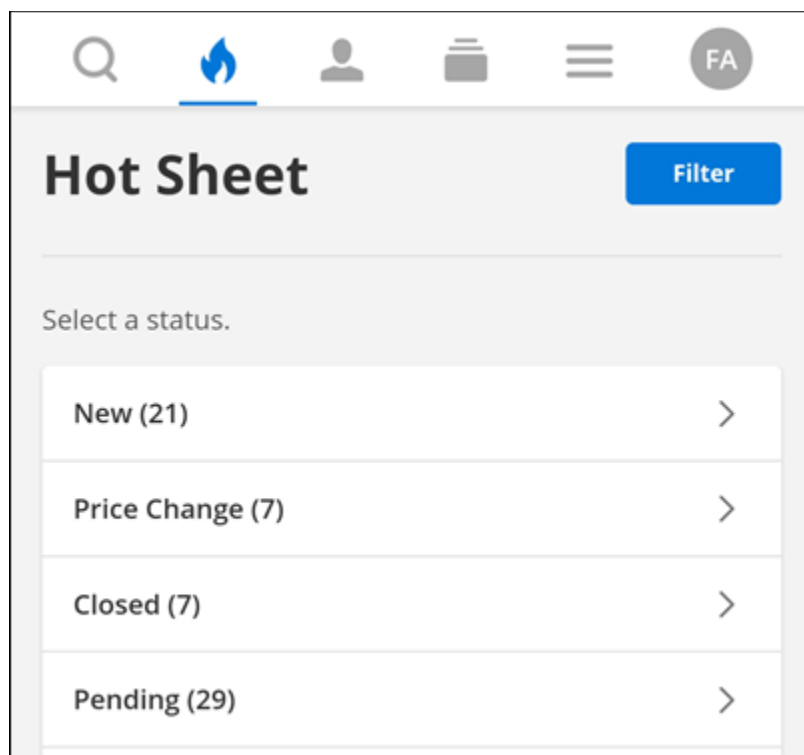 FA
Hot Sheet
Filter
Select a status.
New (21)
Price Change (7)
Closed (7)
Pending (29)